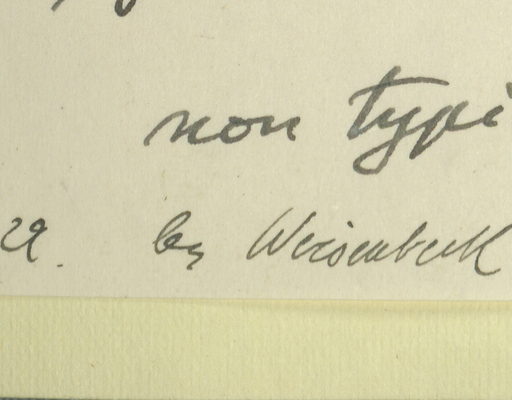 non typi
29. by Weisenbeck